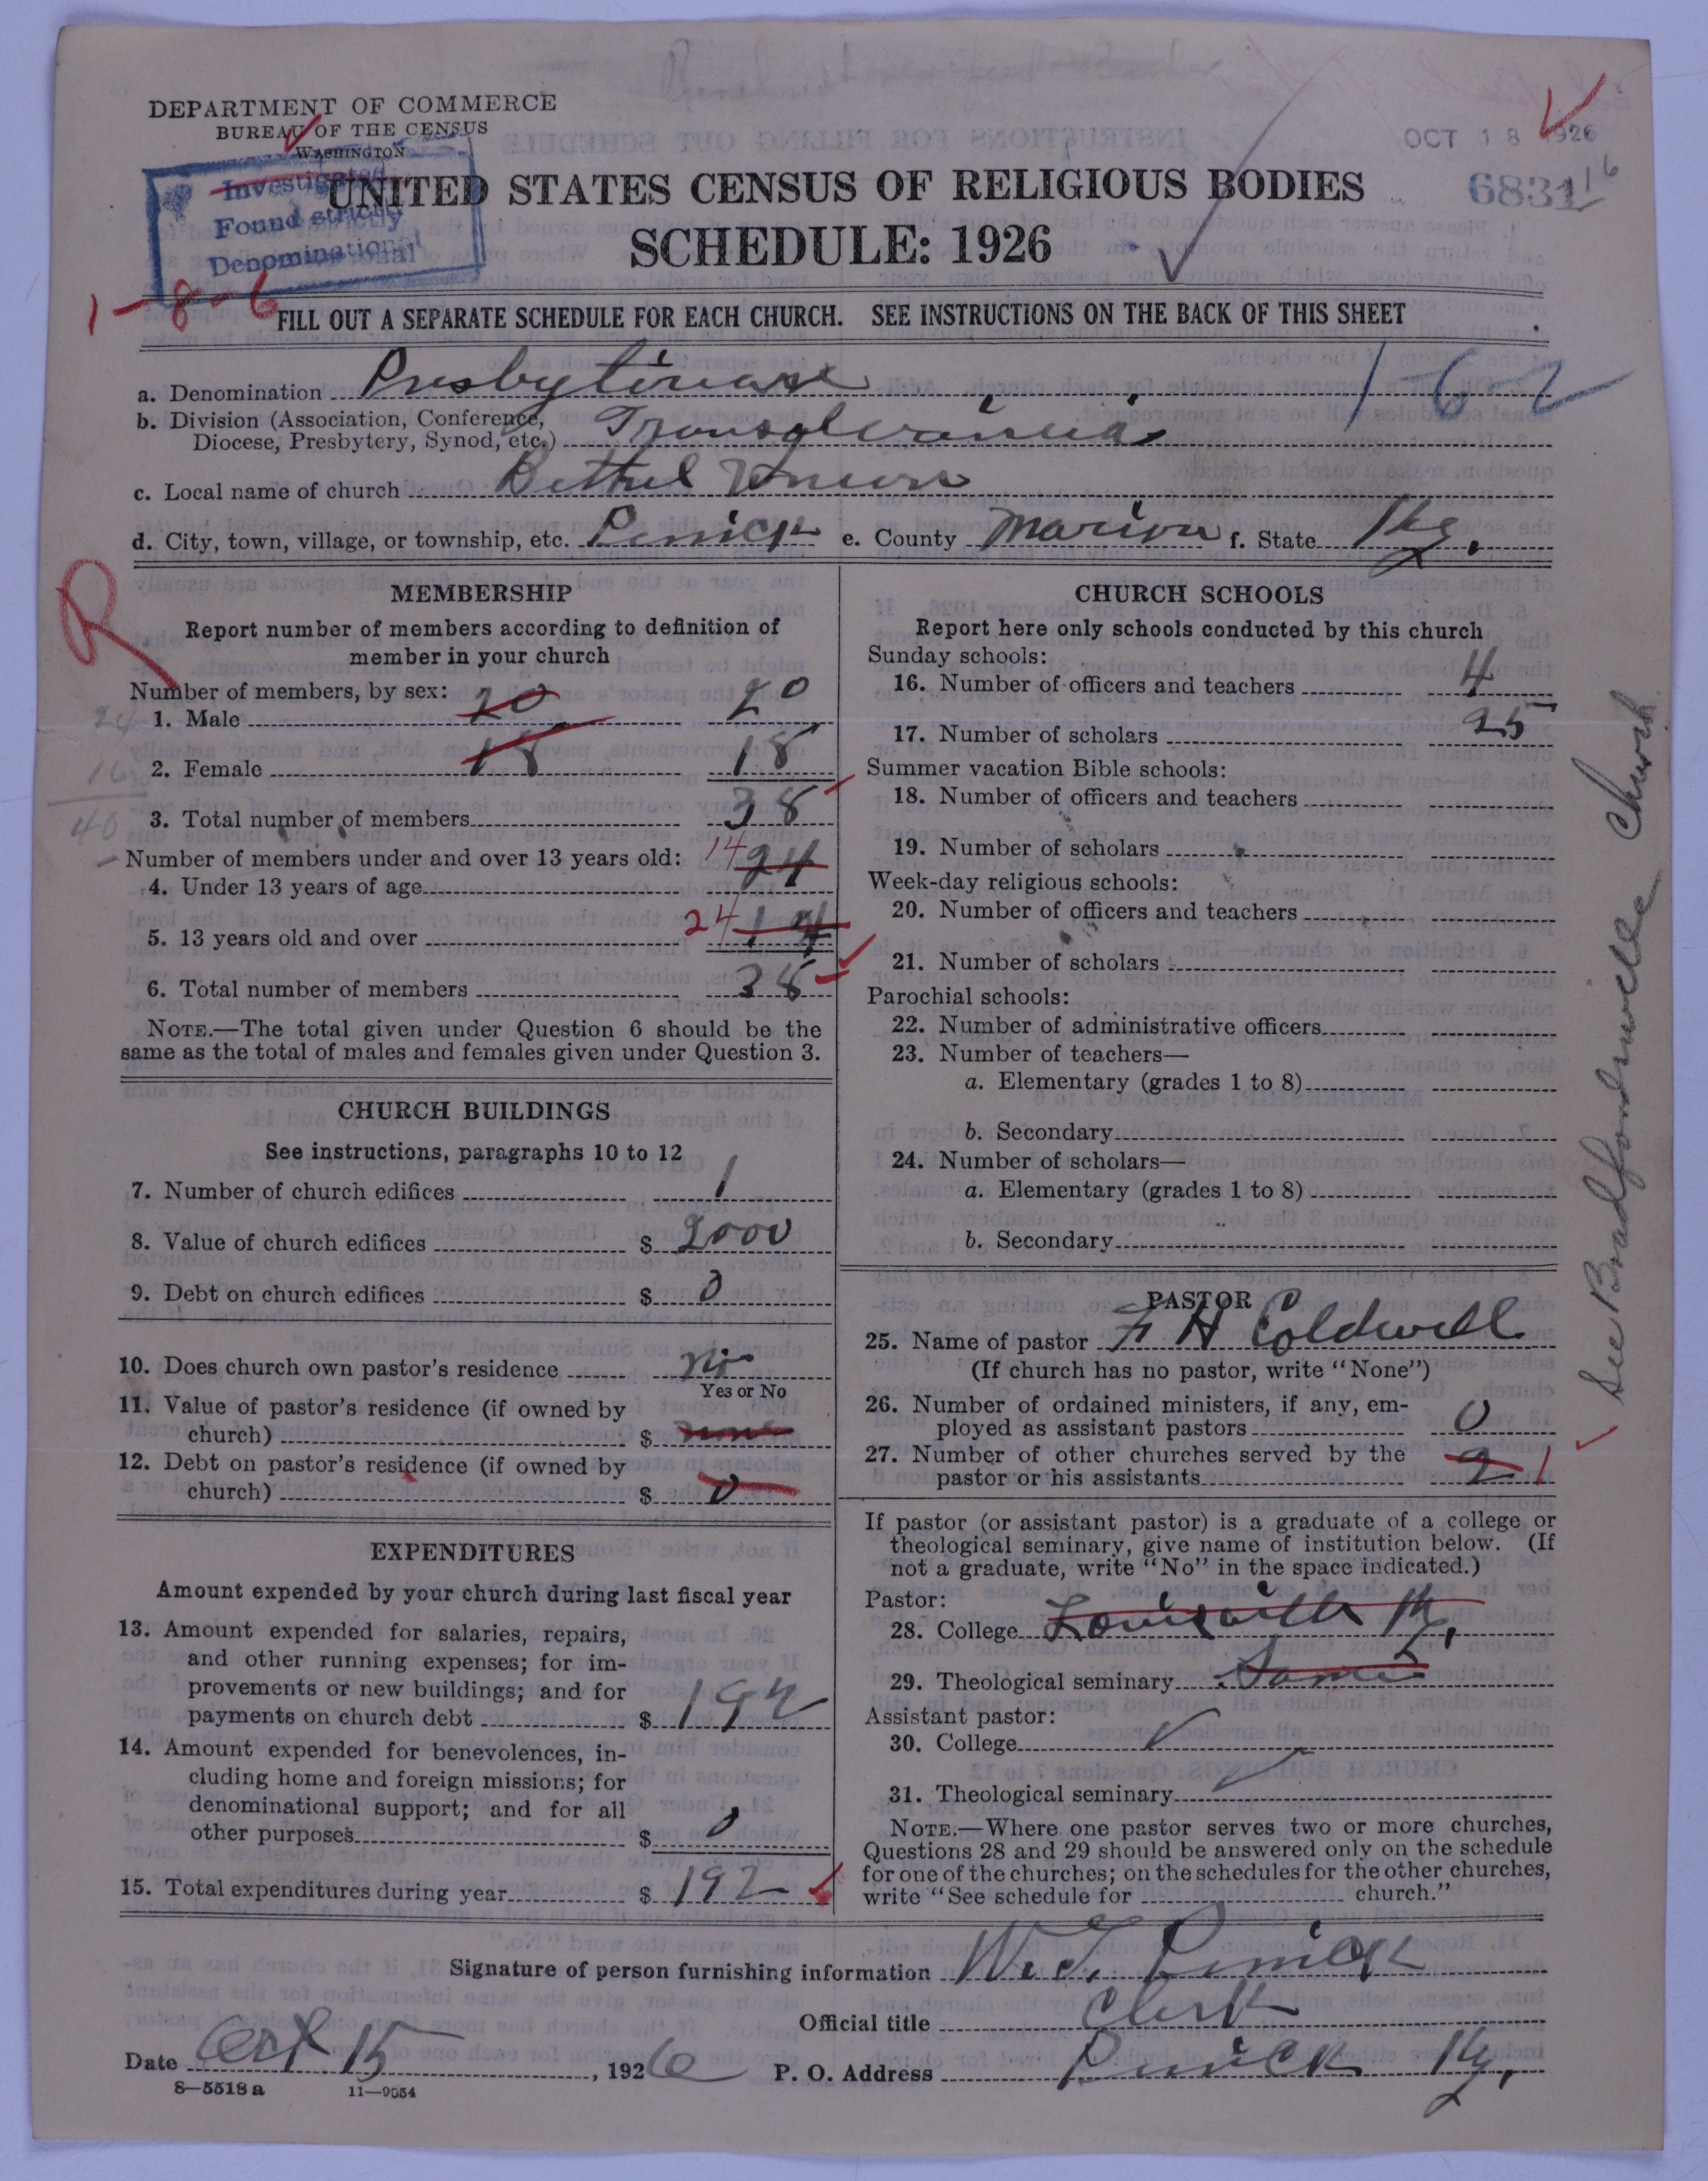 DEPARTMENT OF COMMERCE
BUREAU OF THE CENSUS
WASHINGTON
OCT 18 1926
Investigated
Found strictly
Denominational
UNITED STATES CENSUS OF RELIGIOUS BODIES
6831
16
SCHEDULE: 1926
1-8-6
FILL OUT A SEPARATE SCHEDULE FOR EACH CHURCH. SEE INSTRUCTIONS ON THE BACK OF THIS SHEET
1-62
a. Denomination Presbyterian
b. Division (Association, Conference,
Diocese, Presbytery, Synod, etc.) Transylvania
c. Local name of church Bethel Union
d. City, town, village, or township, etc. Penick e. County Marion f. State Ky.
R
MEMBERSHIP
Report number of members according to definition of
member in your church
Number of members, by sex:
1. Male 20 20
24
2. Female 18 18
16
3. Total number of members 38
40
Number of members under and over 13 years old:
4. Under 13 years of age 14 24
5. 13 years old and over 24 14
6. Total number of members 38
NOTE.—The total given under Question 6 should be the
same as the total of males and females given under Question 3.
CHURCH BUILDINGS
See instructions, paragraphs 10 to 12
7. Number of church edifices 1
8. Value of church edifices $ 2000
9. Debt on church edifices $ 0
10. Does church own pastor's residence no
Yes or No
11. Value of pastor's residence (if owned by
church) $ none
12. Debt on pastor's residence (if owned by
church) $ 0
EXPENDITURES
Amount expended by your church during last fiscal year
13. Amount expended for salaries, repairs,
and other running expenses; for im-
provements or new buildings; and for
payments on church debt $ 192
14. Amount expended for benevolences, in-
cluding home and foreign missions; for
denominational support; and for all
other purposes $ 0
15. Total expenditures during year $ 192
CHURCH SCHOOLS
Report here only schools conducted by this church
Sunday schools:
16. Number of officers and teachers 4
17. Number of scholars 25
Summer vacation Bible schools:
18. Number of officers and teachers
19. Number of scholars
Week-day religious schools:
20. Number of officers and teachers
21. Number of scholars
Parochial schools:
22. Number of administrative officers
23. Number of teachers—
a. Elementary (grades 1 to 8)
b. Secondary
24. Number of scholars—
a. Elementary (grades 1 to 8)
b. Secondary
PASTOR
25. Name of pastor F H Coldwell
(If church has no pastor, write "None")
26. Number of ordained ministers, if any, em-
ployed as assistant pastors 0
27. Number of other churches served by the
pastor or his assistants 2 1
If pastor (or assistant pastor) is a graduate of a college or
theological seminary, give name of institution below. (If
not a graduate, write "No" in the space indicated.)
Pastor:
28. College Louisville Ky,
29. Theological seminary Same
Assistant pastor:
30. College
31. Theological seminary
NOTE.—Where one pastor serves two or more churches,
Questions 28 and 29 should be answered only on the schedule
for one of the churches; on the schedules for the other churches,
write "See schedule for church."
See Bradfordsville Church
Signature of person furnishing information W. T. Penick
Official title Clerk
Date Oct 15, 1926 P. O. Address Penick Ky,
8—5518 a 11—9054